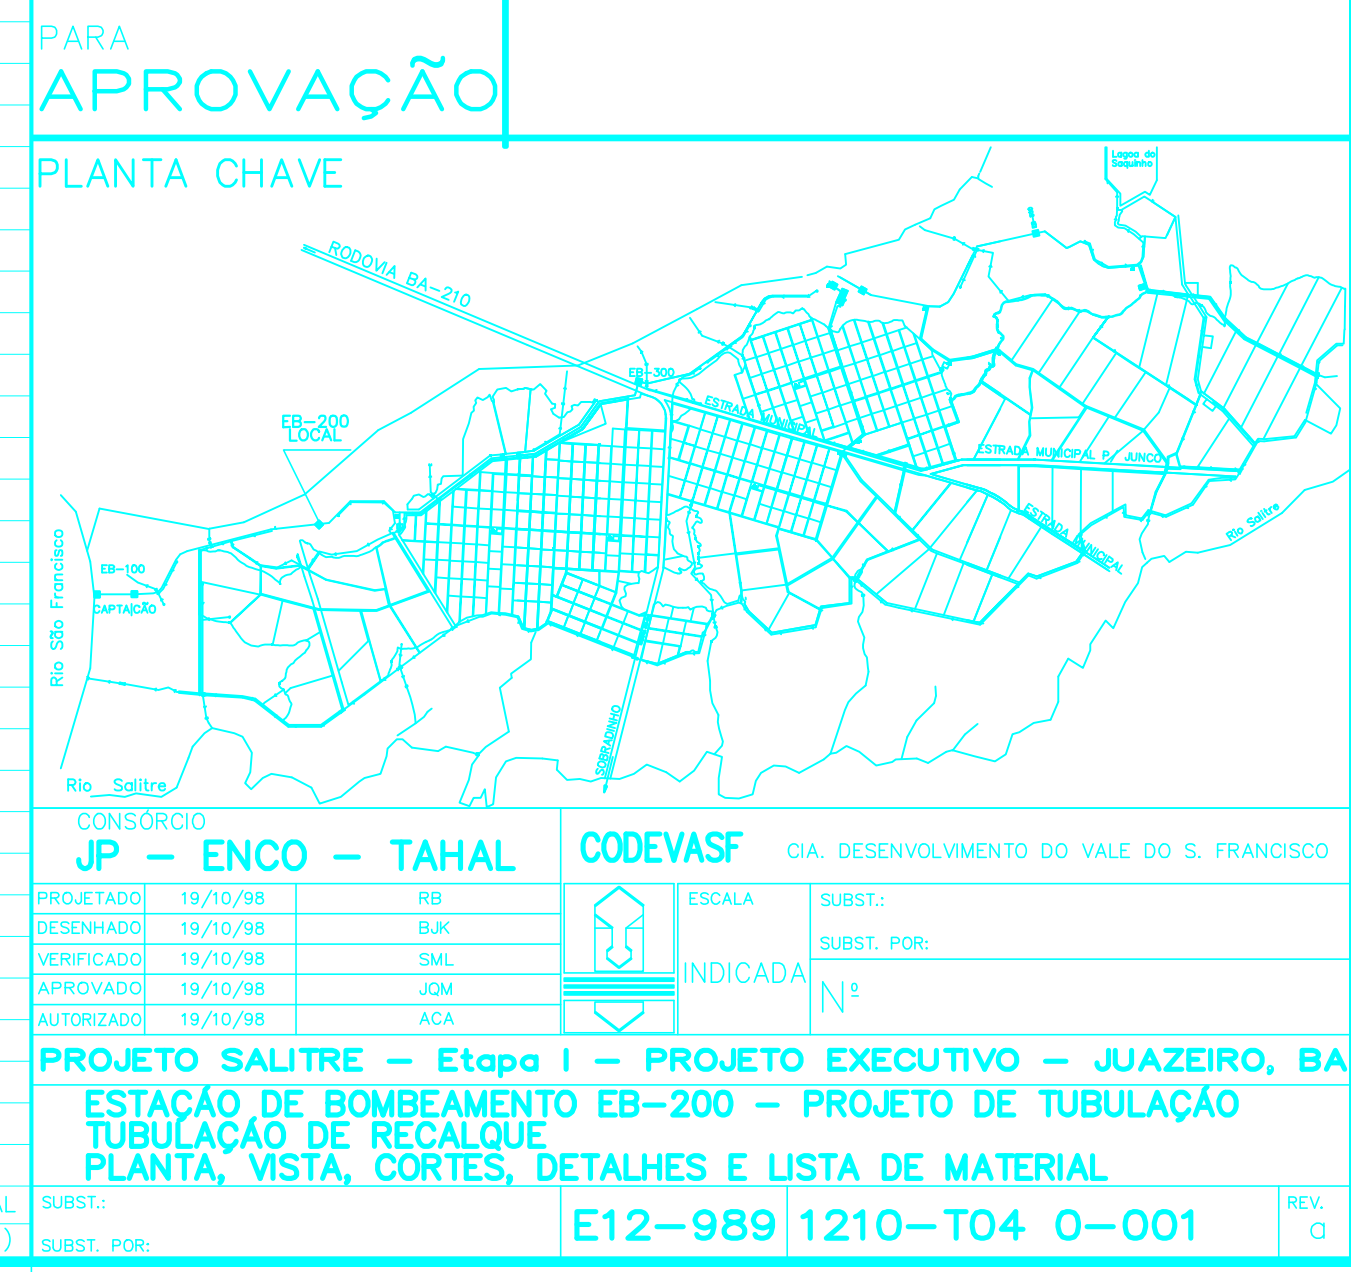 PARA
APROVAÇÃO
PLANTA CHAVE
Lagoa do
Saquinho
RODOVIA BA-210
EB-300
ESTRADA MUNICIPAL
EB-200
LOCAL
ESTRADA MUNICIPAL P/ JUNCO
ESTRADA MUNICIPAL
Rio Salitre
Rio São Francisco
EB-100
CAPTAÇÃO
SOBRADINHO
Rio Salitre
CONSÓRCIO
JP - ENCO - TAHAL
CODEVASF
CIA. DESENVOLVIMENTO DO VALE DO S. FRANCISCO
PROJETADO 19/10/98 RB
DESENHADO 19/10/98 BJK
VERIFICADO 19/10/98 SML
APROVADO 19/10/98 JQM
AUTORIZADO 19/10/98 ACA
ESCALA
INDICADA
SUBST.:
SUBST. POR:
Nº
PROJETO SALITRE - Etapa I - PROJETO EXECUTIVO - JUAZEIRO, BA
ESTAÇÁO DE BOMBEAMENTO EB-200 - PROJETO DE TUBULAÇÁO
TUBULAÇÁO DE RECALQUE
PLANTA, VISTA, CORTES, DETALHES E LISTA DE MATERIAL
SUBST.:
SUBST. POR:
E12-989
1210-T04 0-001
REV.
a